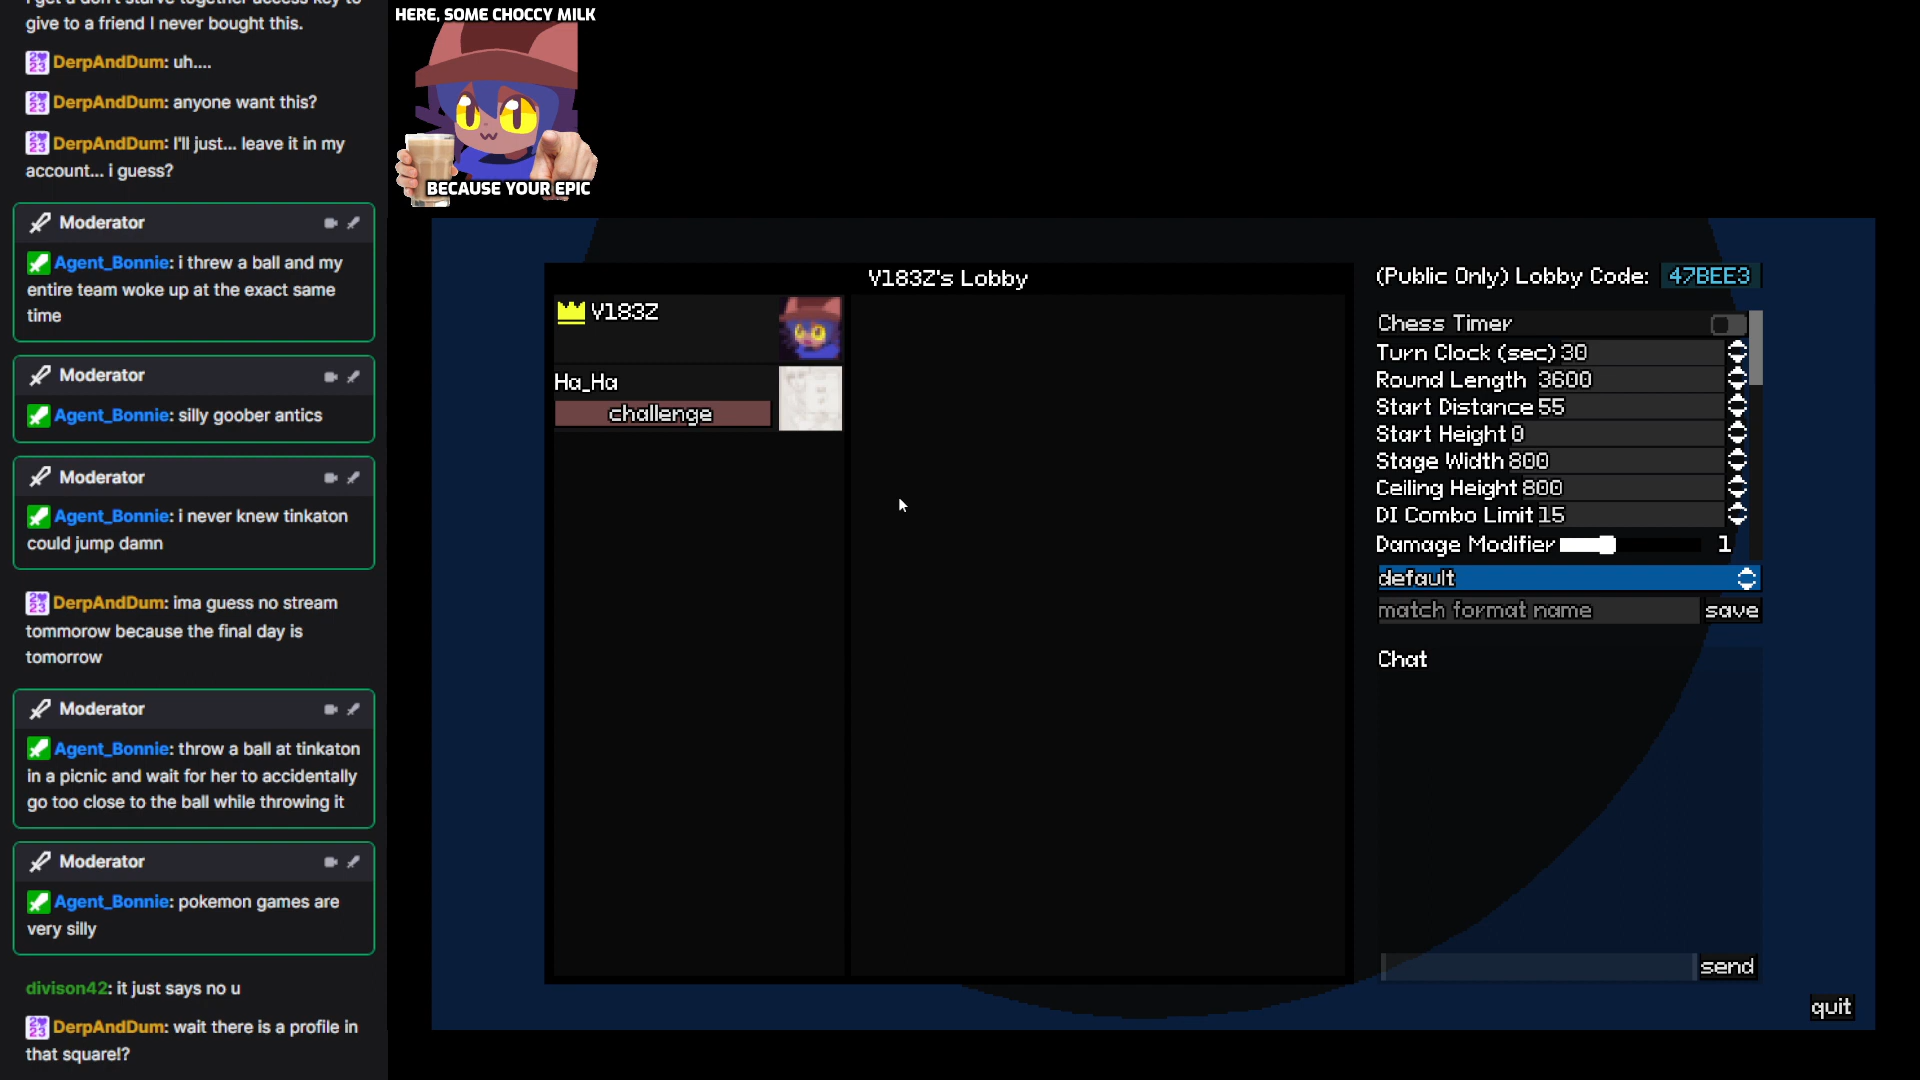 I get a don't starve together access key to
give to a friend I never bought this.
DerpAndDum: uh....
DerpAndDum: anyone want this?
DerpAndDum: I'll just... leave it in my
account... i guess?
Moderator
Agent_Bonnie: i threw a ball and my
entire team woke up at the exact same
time
Moderator
Agent_Bonnie: silly goober antics
Moderator
Agent_Bonnie: i never knew tinkaton
could jump damn
DerpAndDum: ima guess no stream
tommorow because the final day is
tomorrow
Moderator
Agent_Bonnie: throw a ball at tinkaton
in a picnic and wait for her to accidentally
go too close to the ball while throwing it
Moderator
Agent_Bonnie: pokemon games are
very silly
divison42: it just says no u
DerpAndDum: wait there is a profile in
that square!?
HERE, SOME CHOCCY MILK
BECAUSE YOUR EPIC
V183Z's Lobby
V183Z
Ha_Ha
challenge
(Public Only) Lobby Code: 47BEE3
Chess Timer
Turn Clock (sec) 30
Round Length 3600
Start Distance 55
Start Height 0
Stage Width 800
Ceiling Height 800
DI Combo Limit 15
Damage Modifier 1
default
match format name save
Chat
send
quit